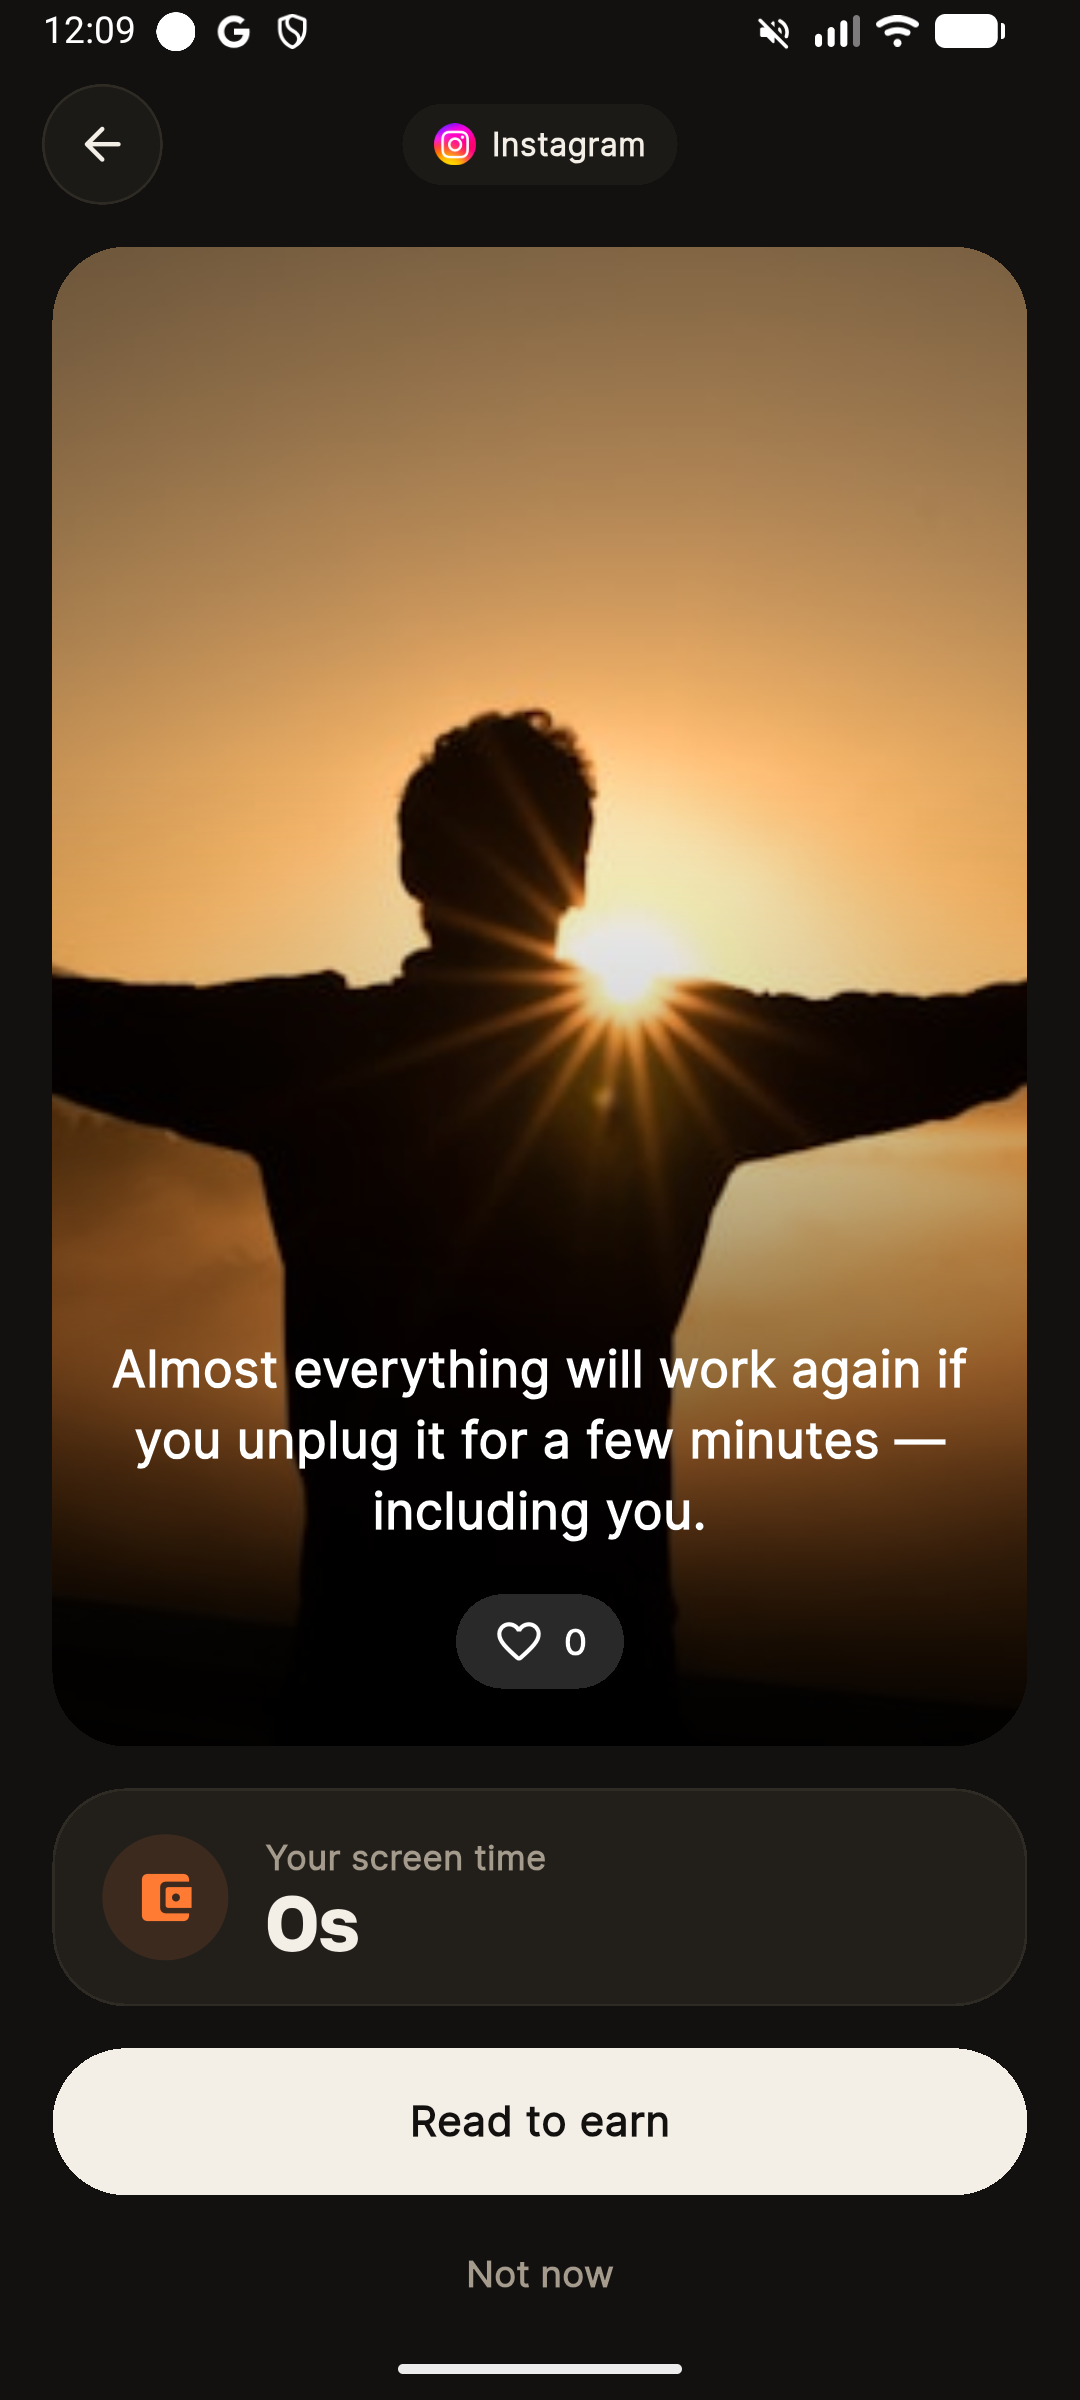 12:09
Instagram
Almost everything will work again if
you unplug it for a few minutes —
including you.
0
Your screen time
0s
Read to earn
Not now